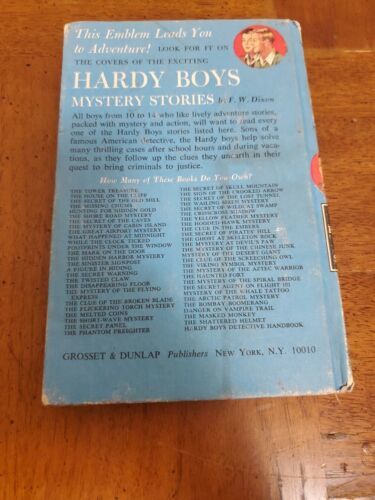 This Emblem Leads You
to Adventure! LOOK FOR IT ON
THE COVERS OF THE EXCITING
HARDY BOYS
MYSTERY STORIES by F. W. Dixon
All boys from 10 to 14 who like lively adventure stories,
packed with mystery and action, will want to read every
one of the Hardy Boys stories listed here. Sons of a
famous American detective, the Hardy boys help solve
many thrilling cases after school hours and during vaca-
tions, as they follow up the clues they unearth in their
quest to bring criminals to justice.
How Many of These Books Do You Own?
THE TOWER TREASURE
THE HOUSE ON THE CLIFF
THE SECRET OF THE OLD MILL
THE MISSING CHUMS
HUNTING FOR HIDDEN GOLD
THE SHORE ROAD MYSTERY
THE SECRET OF THE CAVES
THE MYSTERY OF CABIN ISLAND
THE GREAT AIRPORT MYSTERY
WHAT HAPPENED AT MIDNIGHT
WHILE THE CLOCK TICKED
FOOTPRINTS UNDER THE WINDOW
THE MARK ON THE DOOR
THE HIDDEN HARBOR MYSTERY
THE SINISTER SIGNPOST
A FIGURE IN HIDING
THE SECRET WARNING
THE TWISTED CLAW
THE DISAPPEARING FLOOR
THE MYSTERY OF THE FLYING
EXPRESS
THE CLUE OF THE BROKEN BLADE
THE FLICKERING TORCH MYSTERY
THE MELTED COINS
THE SHORT-WAVE MYSTERY
THE SECRET PANEL
THE PHANTOM FREIGHTER
THE SECRET OF SKULL MOUNTAIN
THE SIGN OF THE CROOKED ARROW
THE SECRET OF THE LOST TUNNEL
THE WAILING SIREN MYSTERY
THE SECRET OF WILDCAT SWAMP
THE CRISSCROSS SHADOW
THE YELLOW FEATHER MYSTERY
THE HOODED HAWK MYSTERY
THE CLUE IN THE EMBERS
THE SECRET OF PIRATES' HILL
THE GHOST AT SKELETON ROCK
THE MYSTERY AT DEVIL'S PAW
THE MYSTERY OF THE CHINESE JUNK
THE MYSTERY OF THE DESERT GIANT
THE CLUE OF THE SCREECHING OWL
THE VIKING SYMBOL MYSTERY
THE MYSTERY OF THE AZTEC WARRIOR
THE HAUNTED FORT
THE MYSTERY OF THE SPIRAL BRIDGE
THE SECRET AGENT ON FLIGHT 101
MYSTERY OF THE WHALE TATTOO
THE ARCTIC PATROL MYSTERY
THE BOMBAY BOOMERANG
DANGER ON VAMPIRE TRAIL
THE MASKED MONKEY
THE SHATTERED HELMET
HARDY BOYS DETECTIVE HANDBOOK
GROSSET & DUNLAP Publishers NEW YORK, N.Y. 10010